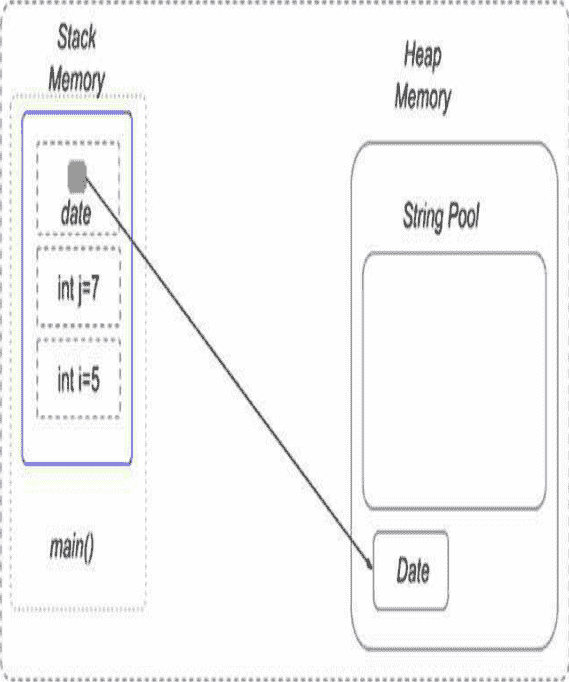 Stack
Memory
date
int j=7
int i=5
main()
Heap
Memory
String Pool
Date